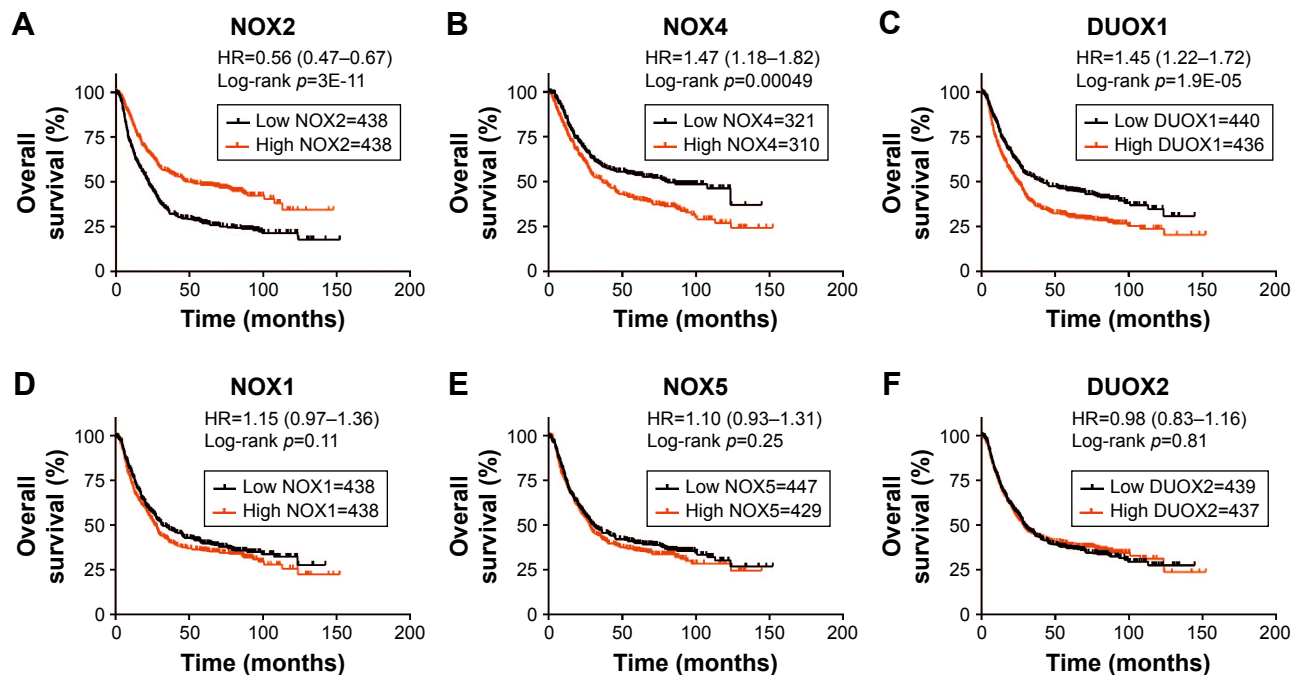 A
NOX2
HR=0.56 (0.47–0.67)
Log-rank p=3E-11
Low NOX2=438
High NOX2=438
Overall
survival (%)
100
75
50
25
0
0 50 100 150 200
Time (months)
B
NOX4
HR=1.47 (1.18–1.82)
Log-rank p=0.00049
Low NOX4=321
High NOX4=310
Overall
survival (%)
100
75
50
25
0
0 50 100 150 200
Time (months)
C
DUOX1
HR=1.45 (1.22–1.72)
Log-rank p=1.9E-05
Low DUOX1=440
High DUOX1=436
Overall
survival (%)
100
75
50
25
0
0 50 100 150 200
Time (months)
D
NOX1
HR=1.15 (0.97–1.36)
Log-rank p=0.11
Low NOX1=438
High NOX1=438
Overall
survival (%)
100
75
50
25
0
0 50 100 150 200
Time (months)
E
NOX5
HR=1.10 (0.93–1.31)
Log-rank p=0.25
Low NOX5=447
High NOX5=429
Overall
survival (%)
100
75
50
25
0
0 50 100 150 200
Time (months)
F
DUOX2
HR=0.98 (0.83–1.16)
Log-rank p=0.81
Low DUOX2=439
High DUOX2=437
Overall
survival (%)
100
75
50
25
0
0 50 100 150 200
Time (months)